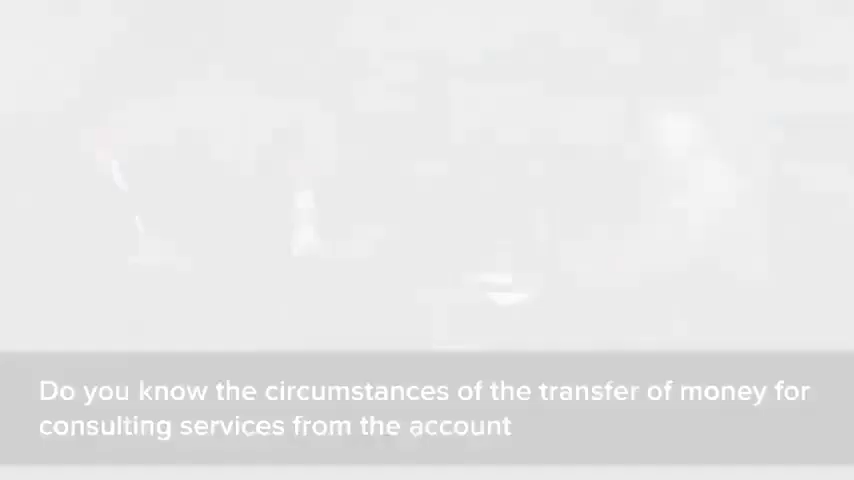 Do you know the circumstances of the transfer of money for
consulting services from the account